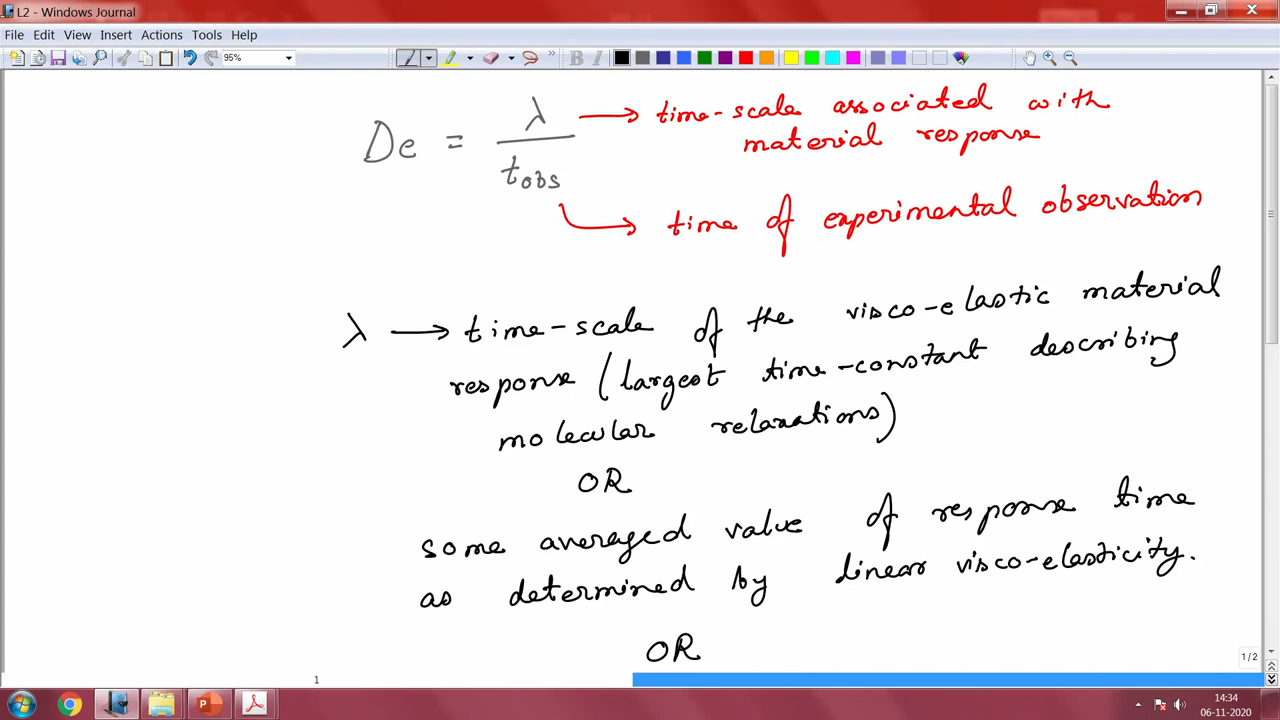 L2 - Windows Journal
File Edit View Insert Actions Tools Help
95%
De = λ / t_obs
→ time-scale associated with
material response
→ time of experimental observation
λ → time-scale of the visco-elastic material
response (largest time-constant describing
molecular relaxations)
OR
some averaged value of response time
as determined by linear visco-elasticity.
OR
1/2
1
14:34
06-11-2020